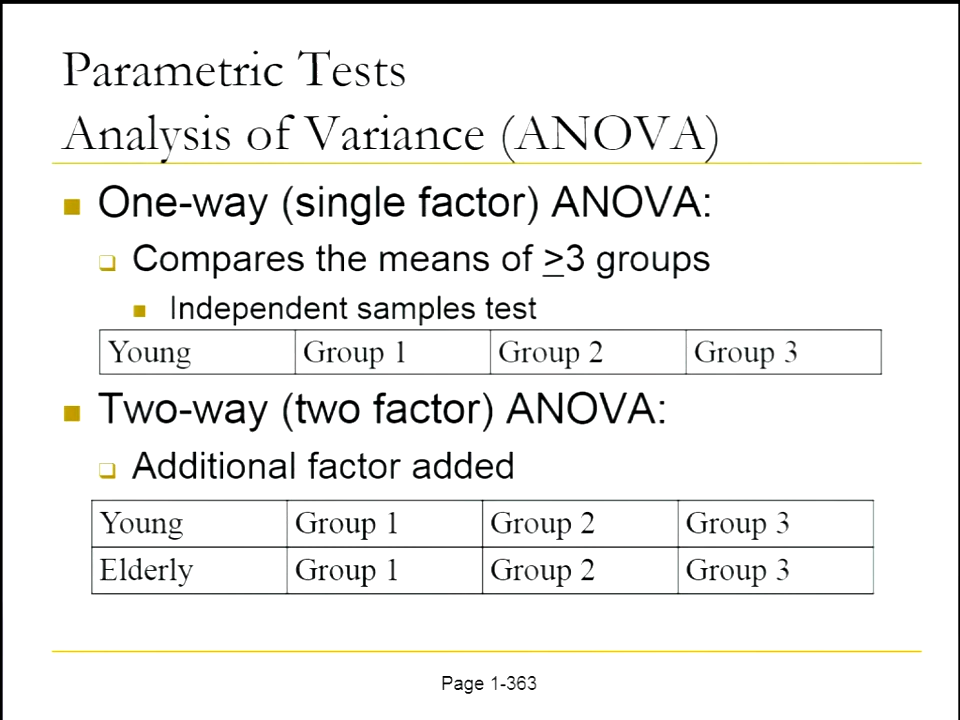 Parametric Tests
Analysis of Variance (ANOVA)
One-way (single factor) ANOVA:
Compares the means of ≥3 groups
Independent samples test
Young Group 1 Group 2 Group 3
Two-way (two factor) ANOVA:
Additional factor added
Young Group 1 Group 2 Group 3
Elderly Group 1 Group 2 Group 3
Page 1-363